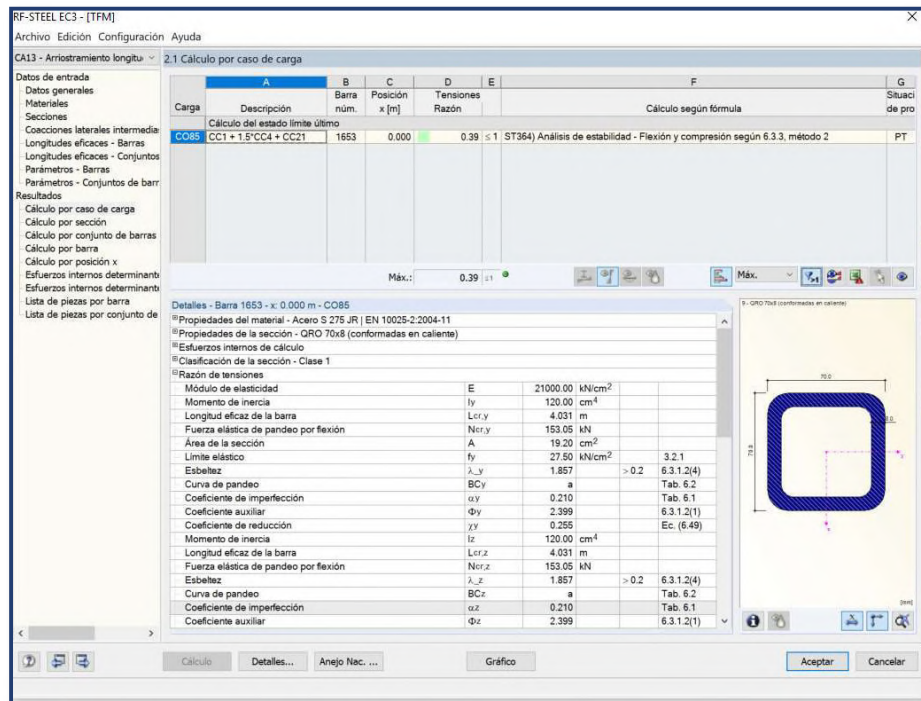 RF-STEEL EC3 - [TFM]
Archivo Edición Configuración Ayuda
CA13 - Arriostramiento longitu 2.1 Cálculo por caso de carga
Datos de entrada
Datos generales
Materiales
Secciones
Coacciones laterales intermedia
Longitudes eficaces - Barras
Longitudes eficaces - Conjuntos
Parámetros - Barras
Parámetros - Conjuntos de barr
Resultados
Cálculo por caso de carga
Cálculo por sección
Cálculo por conjunto de barras
Cálculo por barra
Cálculo por posición x
Esfuerzos internos determinante
Esfuerzos internos determinante
Lista de piezas por barra
Lista de piezas por conjunto de
A B C D E F G
Barra Posición Tensiones Situaci
Carga Descripción núm. x [m] Razón Cálculo según fórmula de pro
Cálculo del estado límite último
CO85 CC1 + 1.5*CC4 + CC21 1653 0.000 0.39 ≤ 1 ST364) Análisis de estabilidad - Flexión y compresión según 6.3.3, método 2 PT
Máx.: 0.39 ≤1 Máx.
Detalles - Barra 1653 - x: 0.000 m - CO85
Propiedades del material - Acero S 275 JR | EN 10025-2:2004-11
Propiedades de la sección - QRO 70x8 (conformadas en caliente)
Esfuerzos internos de cálculo
Clasificación de la sección - Clase 1
Razón de tensiones
Módulo de elasticidad E 21000.00 kN/cm2
Momento de inercia Iy 120.00 cm4
Longitud eficaz de la barra Lcr,y 4.031 m
Fuerza elástica de pandeo por flexión Ncr,y 153.05 kN
Área de la sección A 19.20 cm2
Límite elástico fy 27.50 kN/cm2 3.2.1
Esbeltez λ_y 1.857 > 0.2 6.3.1.2(4)
Curva de pandeo BCy a Tab. 6.2
Coeficiente de imperfección αy 0.210 Tab. 6.1
Coeficiente auxiliar Φy 2.399 6.3.1.2(1)
Coeficiente de reducción χy 0.255 Ec. (6.49)
Momento de inercia Iz 120.00 cm4
Longitud eficaz de la barra Lcr,z 4.031 m
Fuerza elástica de pandeo por flexión Ncr,z 153.05 kN
Esbeltez λ_z 1.857 > 0.2 6.3.1.2(4)
Curva de pandeo BCz a Tab. 6.2
Coeficiente de imperfección αz 0.210 Tab. 6.1
Coeficiente auxiliar Φz 2.399 6.3.1.2(1)
9 - QRO 70x8 (conformadas en caliente)
70.0
8.0
70.0
y
z
[mm]
Cálculo Detalles... Anejo Nac. ... Gráfico Aceptar Cancelar